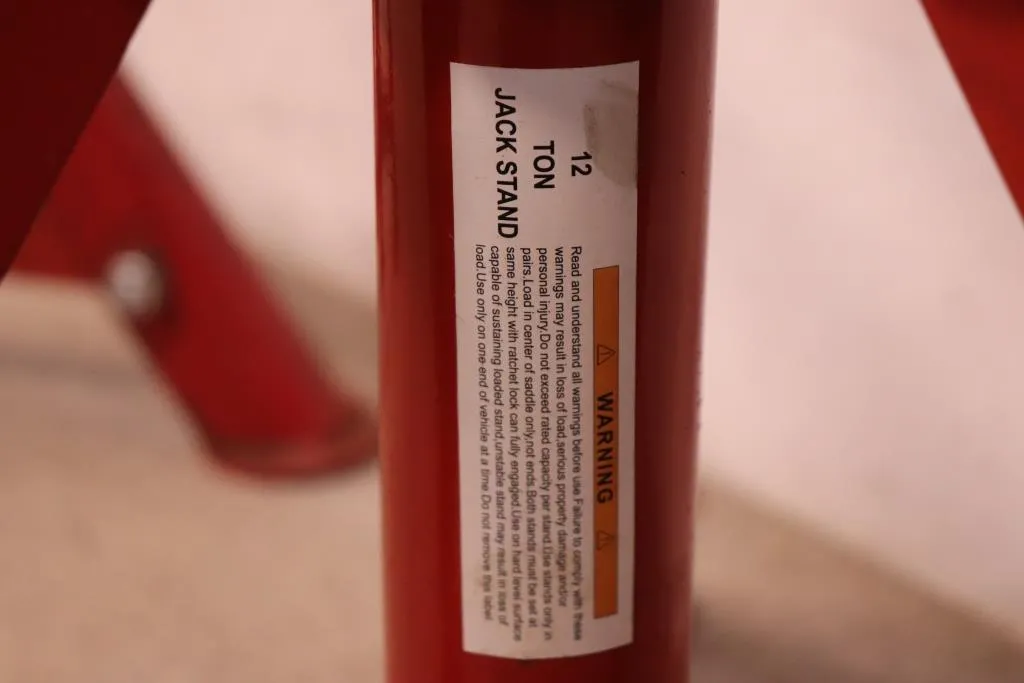 12
TON
JACK STAND
WARNING
Read and understand all warnings before use.Failure to comply with these
warnings may result in loss of load,serious property damage and/or
personal injury.Do not exceed rated capacity per stand.Use stands only in
pairs.Load in center of saddle only,not ends.Both stands must be set at
same height with ratchet lock can fully engaged.Use on hard level surface
capable of sustaining loaded stand,unstable stand may result in loss of
load.Use only on one end of vehicle at a time.Do not remove this label